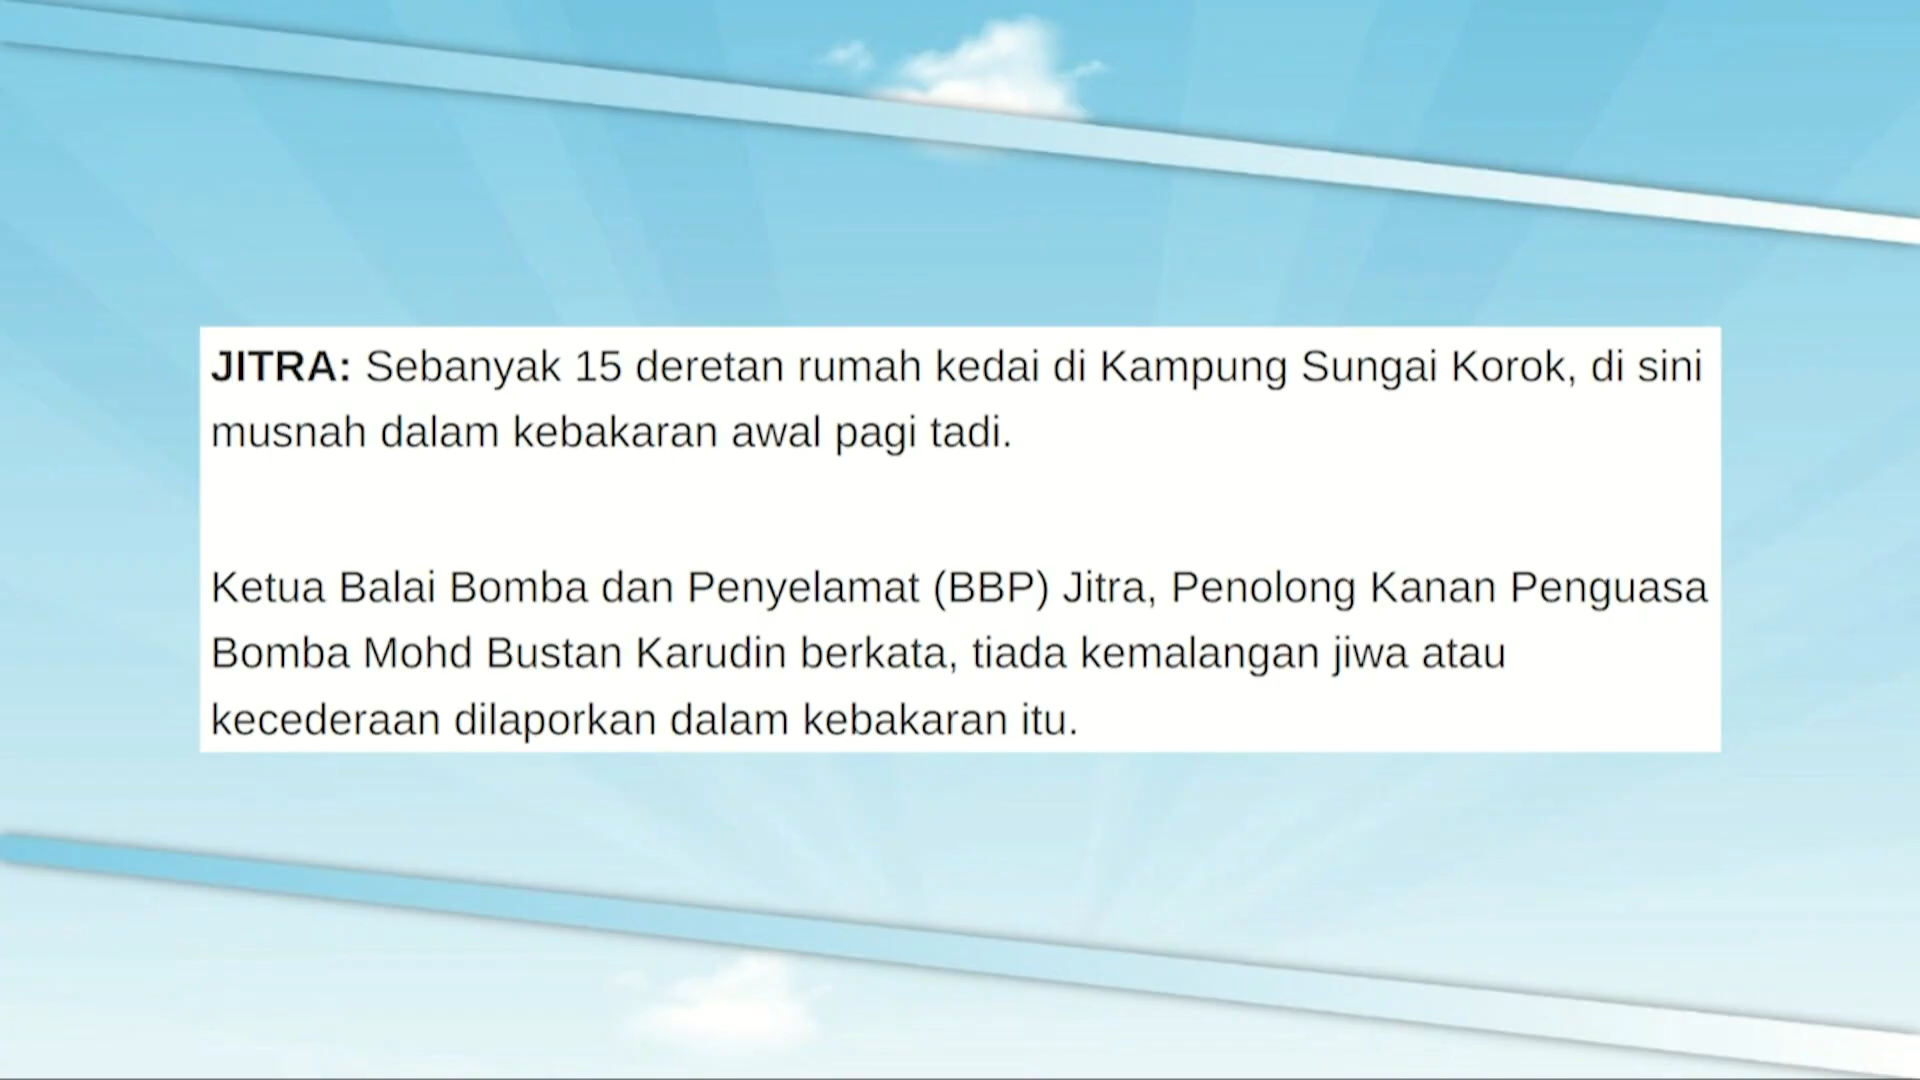 JITRA: Sebanyak 15 deretan rumah kedai di Kampung Sungai Korok, di sini
musnah dalam kebakaran awal pagi tadi.
Ketua Balai Bomba dan Penyelamat (BBP) Jitra, Penolong Kanan Penguasa
Bomba Mohd Bustan Karudin berkata, tiada kemalangan jiwa atau
kecederaan dilaporkan dalam kebakaran itu.